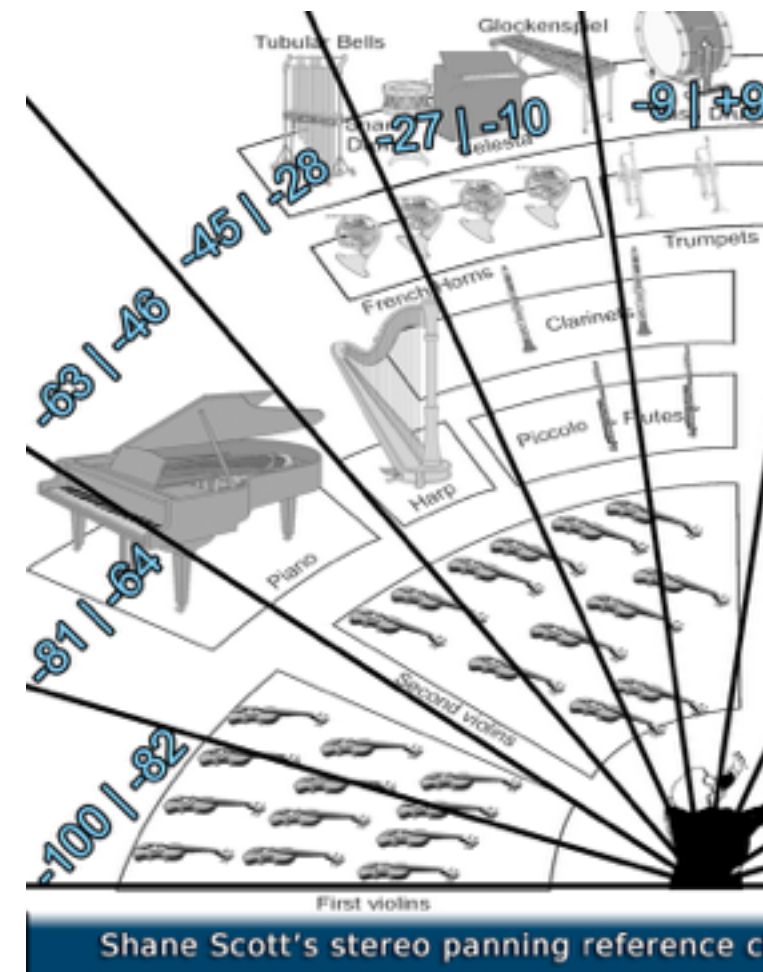 Glockenspiel
Tubular Bells
-9 | +9
-27 | -10
Celesta
-45 | -28
Trumpets
French Horns
Clarinets
-63 | -46
Piccolo
Flutes
Harp
Piano
-81 | -64
Second violins
-100 | -82
First violins
Shane Scott's stereo panning reference c